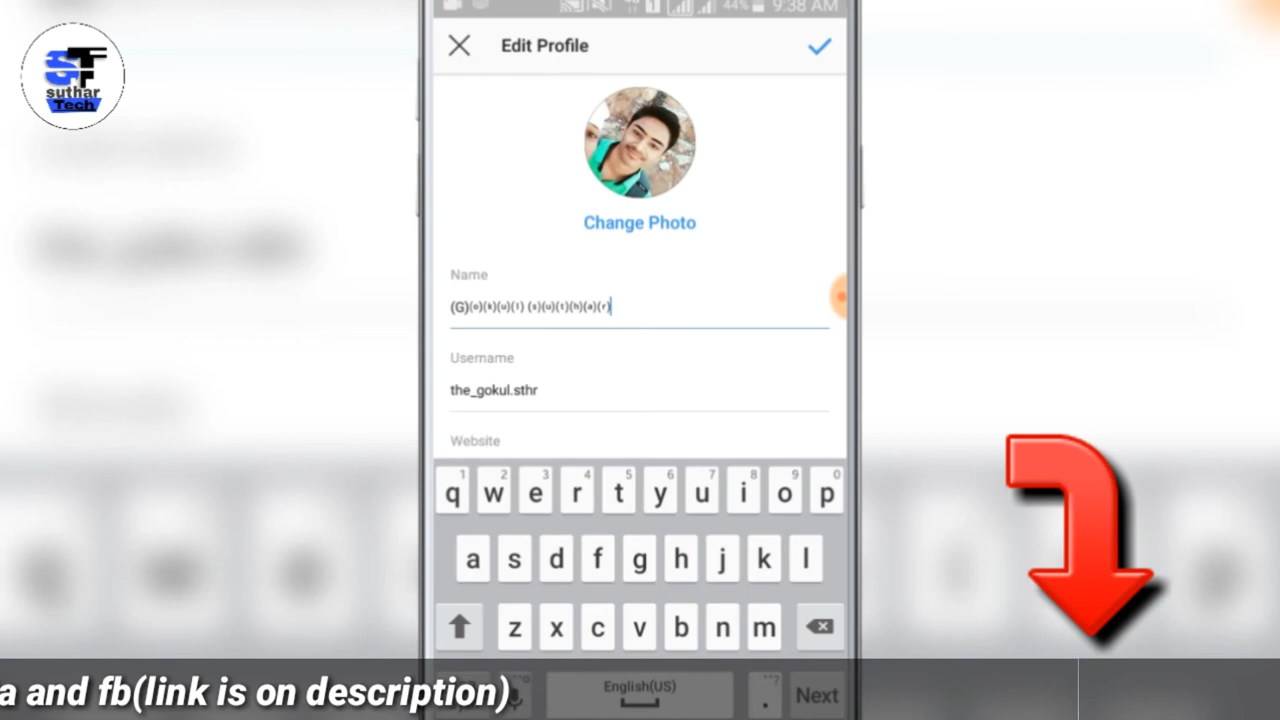 9:38 AM
44%
ST
suthar
Tech
Edit Profile
Change Photo
Name
(G)⒪⒦⒰⒧ ⒮⒰⒯⒣⒜⒭
Username
the_gokul.sthr
Website
1 2 3 4 5 6 7 8 9 0
q w e r t y u i o p
a s d f g h j k l
z x c v b n m
English(US)
. Next
a and fb(link is on description)